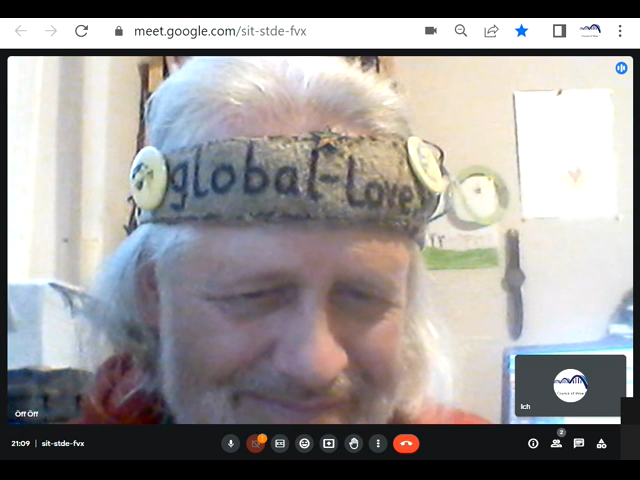 meet.google.com/sit-stde-fvx
global-Love
Öff Öff
Ich
21:09 | sit-stde-fvx
2